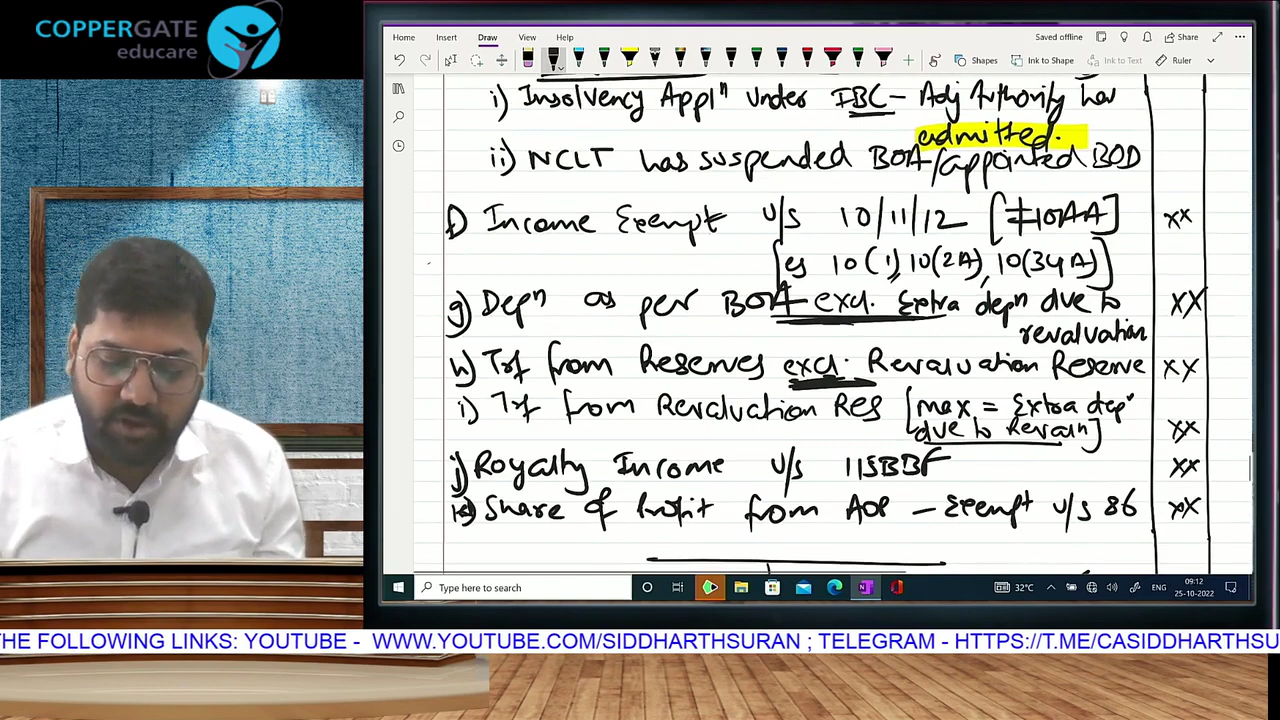 COPPERGATE
educare
Home Insert Draw View Help
Saved offline
Share
Shapes
Ink to Shape
Ink to Text
Ruler
i) Insolvency Appln under IBC - Adj Authority has
admitted.
ii) NCLT has suspended BOA/appointed BOD
f) Income Exempt u/s 10/11/12 [≠10AA] xx
[eg 10(1), 10(2A), 10(34A)]
g) Depn as per BOA excl. Extra depn due to xx
revaluation
h) Trf from Reserves excl. Revaluation Reserve xx
i) Trf from Revaluation Res [max = Extra depn
due to Revaln] xx
j) Royalty Income u/s 115BBF xx
k) Share of Profit from AOP - Exempt u/s 86 xx
Type here to search
32°C
ENG
09:12
25-10-2022
THE FOLLOWING LINKS: YOUTUBE - WWW.YOUTUBE.COM/SIDDHARTHSURAN ; TELEGRAM - HTTPS://T.ME/CASIDDHARTHSU